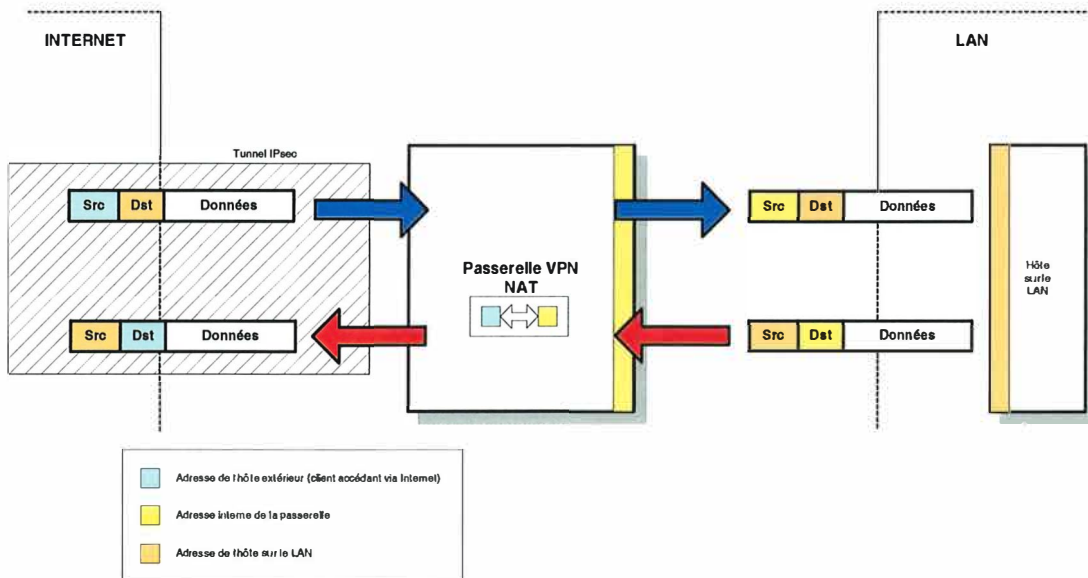 INTERNET
LAN
Tunnel IPsec
Src Dst Données
Src Dst Données
Passerelle VPN
NAT
Hôte
sur le
LAN
Src Dst Données
Src Dst Données
Adresse de l'hôte extérieur (client accédant via Internet)
Adresse interne de la passerelle
Adresse de l'hôte sur le LAN